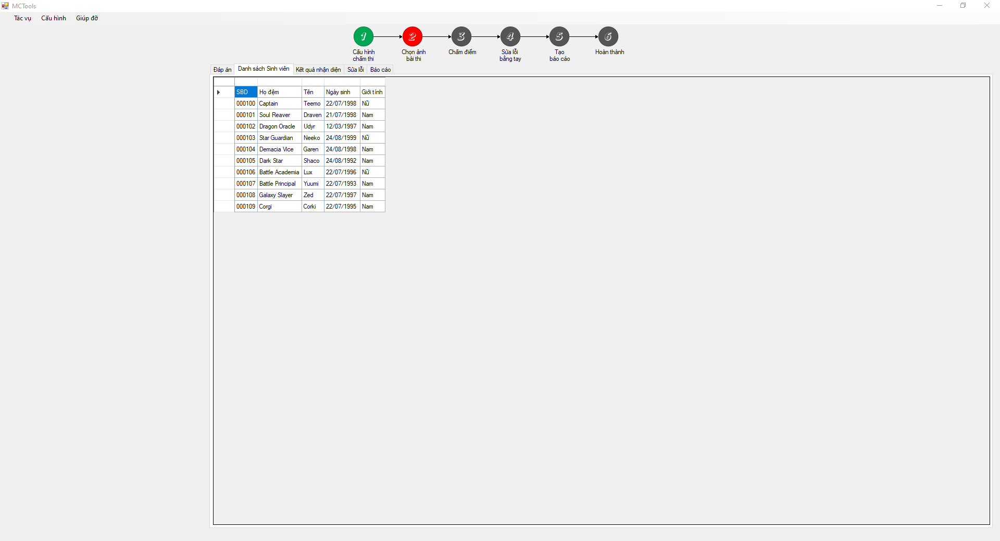 MCTools
Tác vụ Cấu hình Giúp đỡ
1 2 3 4 5 6
Cấu hình chấm thi
Chọn ảnh bài thi
Chấm điểm
Sửa lỗi bằng tay
Tạo báo cáo
Hoàn thành
Đáp án Danh sách Sinh viên Kết quả nhận diện Sửa lỗi Báo cáo
SBD Họ đệm Tên Ngày sinh Giới tính
000100 Captain Teemo 22/07/1998 Nữ
000101 Soul Reaver Draven 21/07/1998 Nam
000102 Dragon Oracle Udyr 12/03/1997 Nam
000103 Star Guardian Neeko 24/08/1999 Nữ
000104 Demacia Vice Garen 24/08/1998 Nam
000105 Dark Star Shaco 24/08/1992 Nam
000106 Battle Academia Lux 22/07/1996 Nữ
000107 Battle Principal Yuumi 22/07/1993 Nam
000108 Galaxy Slayer Zed 22/07/1997 Nam
000109 Corgi Corki 22/07/1995 Nam